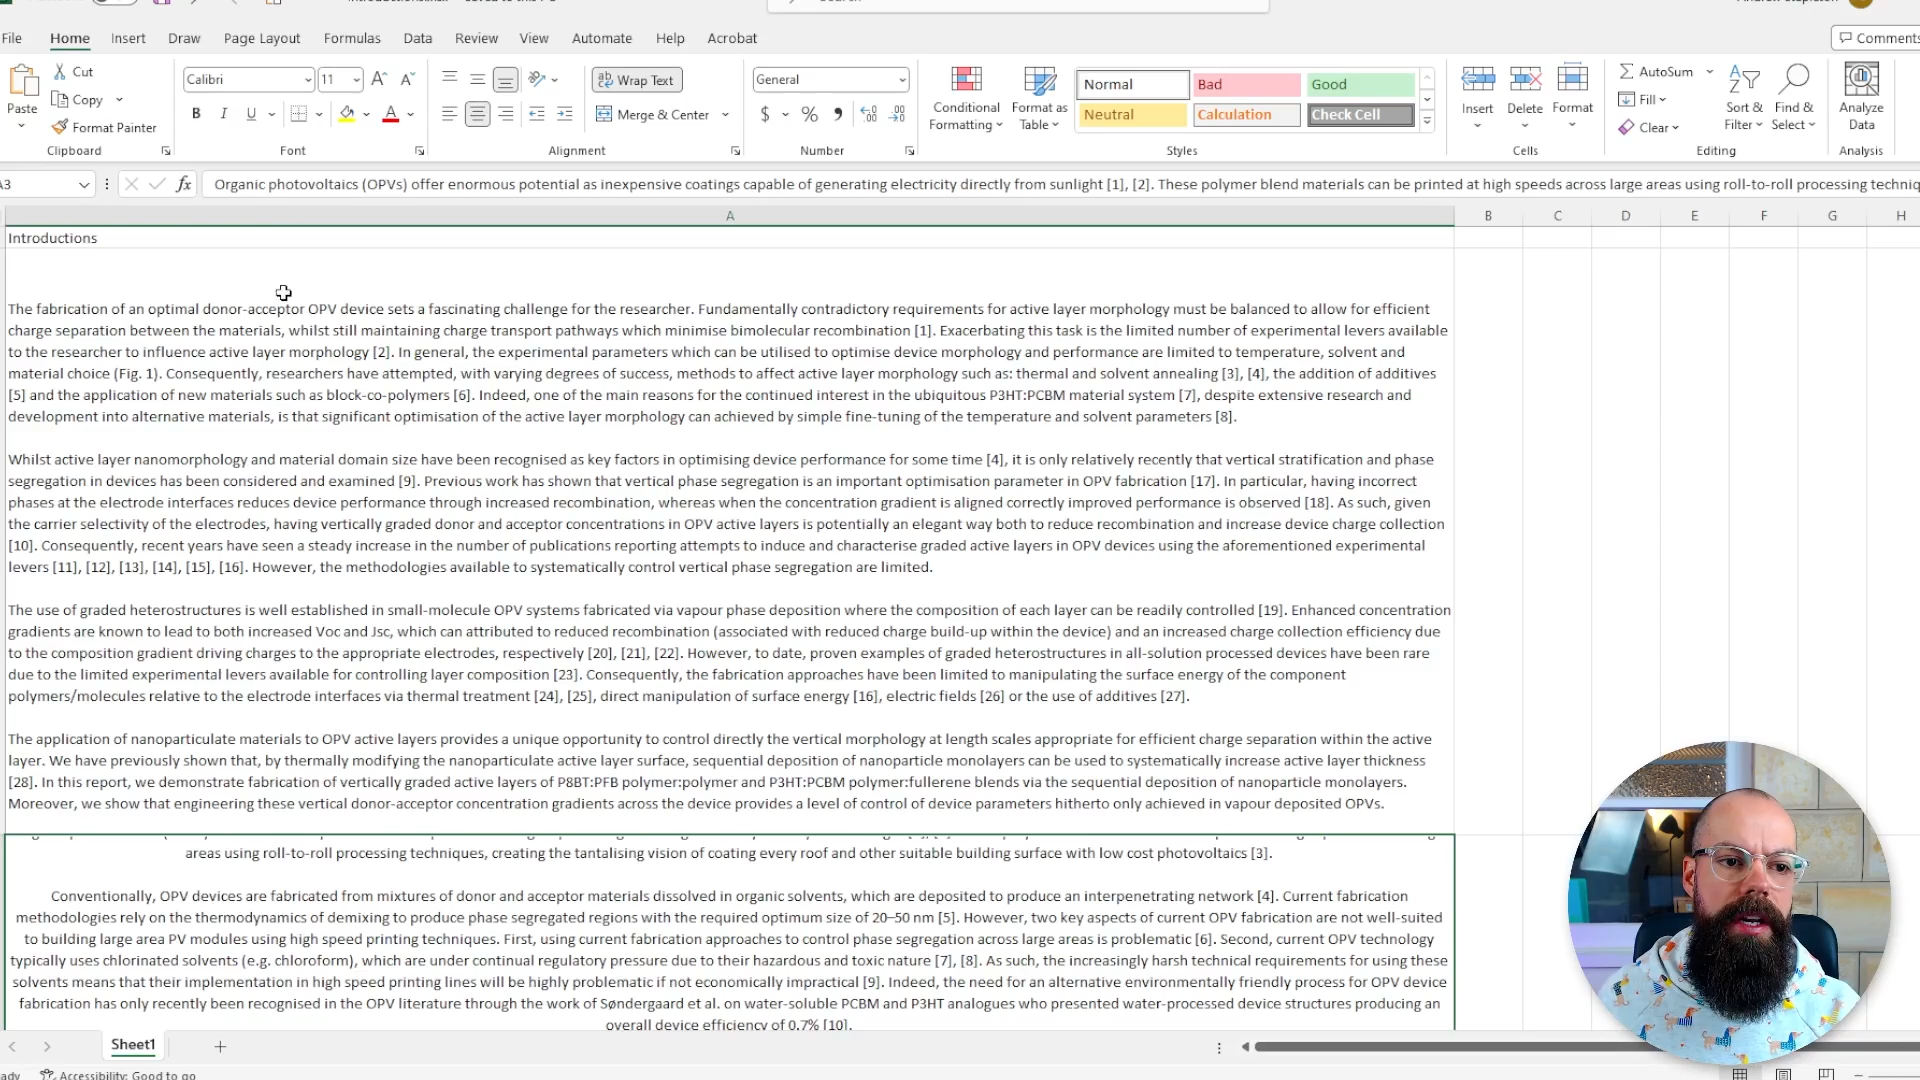 File Home Insert Draw Page Layout Formulas Data Review View Automate Help Acrobat Comments
Paste Cut Copy Format Painter Clipboard
Calibri 11 B I U Font
Wrap Text Merge & Center Alignment
General $ % Number
Conditional Formatting Format as Table Normal Bad Good Neutral Calculation Check Cell Styles
Insert Delete Format Cells
AutoSum Fill Clear Sort & Filter Find & Select Editing
Analyze Data Analysis
A3 fx Organic photovoltaics (OPVs) offer enormous potential as inexpensive coatings capable of generating electricity directly from sunlight [1], [2]. These polymer blend materials can be printed at high speeds across large areas using roll-to-roll processing techniq
A B C D E F G H
Introductions
The fabrication of an optimal donor-acceptor OPV device sets a fascinating challenge for the researcher. Fundamentally contradictory requirements for active layer morphology must be balanced to allow for efficient
charge separation between the materials, whilst still maintaining charge transport pathways which minimise bimolecular recombination [1]. Exacerbating this task is the limited number of experimental levers available
to the researcher to influence active layer morphology [2]. In general, the experimental parameters which can be utilised to optimise device morphology and performance are limited to temperature, solvent and
material choice (Fig. 1). Consequently, researchers have attempted, with varying degrees of success, methods to affect active layer morphology such as: thermal and solvent annealing [3], [4], the addition of additives
[5] and the application of new materials such as block-co-polymers [6]. Indeed, one of the main reasons for the continued interest in the ubiquitous P3HT:PCBM material system [7], despite extensive research and
development into alternative materials, is that significant optimisation of the active layer morphology can achieved by simple fine-tuning of the temperature and solvent parameters [8].
Whilst active layer nanomorphology and material domain size have been recognised as key factors in optimising device performance for some time [4], it is only relatively recently that vertical stratification and phase
segregation in devices has been considered and examined [9]. Previous work has shown that vertical phase segregation is an important optimisation parameter in OPV fabrication [17]. In particular, having incorrect
phases at the electrode interfaces reduces device performance through increased recombination, whereas when the concentration gradient is aligned correctly improved performance is observed [18]. As such, given
the carrier selectivity of the electrodes, having vertically graded donor and acceptor concentrations in OPV active layers is potentially an elegant way both to reduce recombination and increase device charge collection
[10]. Consequently, recent years have seen a steady increase in the number of publications reporting attempts to induce and characterise graded active layers in OPV devices using the aforementioned experimental
levers [11], [12], [13], [14], [15], [16]. However, the methodologies available to systematically control vertical phase segregation are limited.
The use of graded heterostructures is well established in small-molecule OPV systems fabricated via vapour phase deposition where the composition of each layer can be readily controlled [19]. Enhanced concentration
gradients are known to lead to both increased Voc and Jsc, which can attributed to reduced recombination (associated with reduced charge build-up within the device) and an increased charge collection efficiency due
to the composition gradient driving charges to the appropriate electrodes, respectively [20], [21], [22]. However, to date, proven examples of graded heterostructures in all-solution processed devices have been rare
due to the limited experimental levers available for controlling layer composition [23]. Consequently, the fabrication approaches have been limited to manipulating the surface energy of the component
polymers/molecules relative to the electrode interfaces via thermal treatment [24], [25], direct manipulation of surface energy [16], electric fields [26] or the use of additives [27].
The application of nanoparticulate materials to OPV active layers provides a unique opportunity to control directly the vertical morphology at length scales appropriate for efficient charge separation within the active
layer. We have previously shown that, by thermally modifying the nanoparticulate active layer surface, sequential deposition of nanoparticle monolayers can be used to systematically increase active layer thickness
[28]. In this report, we demonstrate fabrication of vertically graded active layers of P8BT:PFB polymer:polymer and P3HT:PCBM polymer:fullerene blends via the sequential deposition of nanoparticle monolayers.
Moreover, we show that engineering these vertical donor-acceptor concentration gradients across the device provides a level of control of device parameters hitherto only achieved in vapour deposited OPVs.
areas using roll-to-roll processing techniques, creating the tantalising vision of coating every roof and other suitable building surface with low cost photovoltaics [3].
Conventionally, OPV devices are fabricated from mixtures of donor and acceptor materials dissolved in organic solvents, which are deposited to produce an interpenetrating network [4]. Current fabrication
methodologies rely on the thermodynamics of demixing to produce phase segregated regions with the required optimum size of 20–50 nm [5]. However, two key aspects of current OPV fabrication are not well-suited
to building large area PV modules using high speed printing techniques. First, using current fabrication approaches to control phase segregation across large areas is problematic [6]. Second, current OPV technology
typically uses chlorinated solvents (e.g. chloroform), which are under continual regulatory pressure due to their hazardous and toxic nature [7], [8]. As such, the increasingly harsh technical requirements for using these
solvents means that their implementation in high speed printing lines will be highly problematic if not economically impractical [9]. Indeed, the need for an alternative environmentally friendly process for OPV device
fabrication has only recently been recognised in the OPV literature through the work of Søndergaard et al. on water-soluble PCBM and P3HT analogues who presented water-processed device structures producing an
overall device efficiency of 0.7% [10].
Sheet1
Accessibility: Good to go